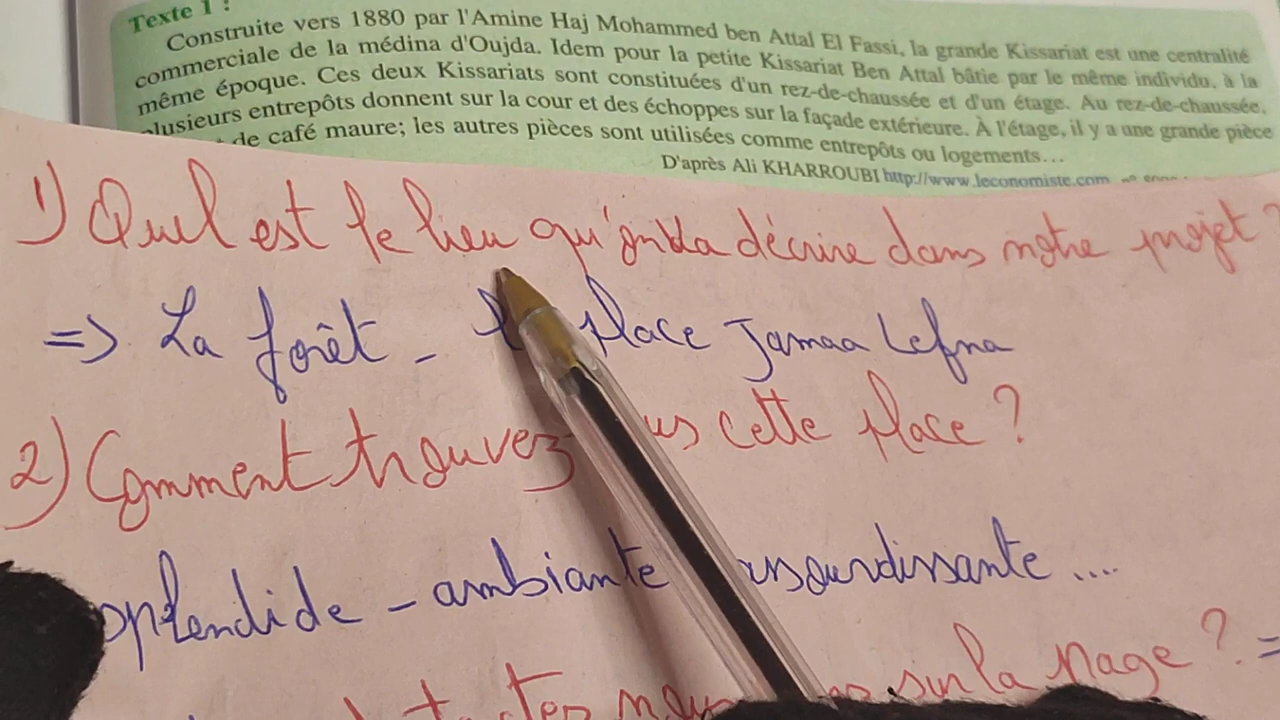 Texte 1 :
Construite vers 1880 par l'Amine Haj Mohammed ben Attal El Fassi, la grande Kissariat est une centralité
commerciale de la médina d'Oujda. Idem pour la petite Kissariat Ben Attal bâtie par le même individu, à la
même époque. Ces deux Kissariats sont constituées d'un rez-de-chaussée et d'un étage. Au rez-de-chaussée,
plusieurs entrepôts donnent sur la cour et des échoppes sur la façade extérieure. À l'étage, il y a une grande pièce
de café maure; les autres pièces sont utilisées comme entrepôts ou logements...
D'après Ali KHARROUBI http://www.leconomiste.com
1) Quel est le lieu qu'on va décrire dans notre projet ?
=> La forêt - place Jamaa Lefna
2) Comment trouvez cette place ?
splendide - ambiante ....
sur la page ? =